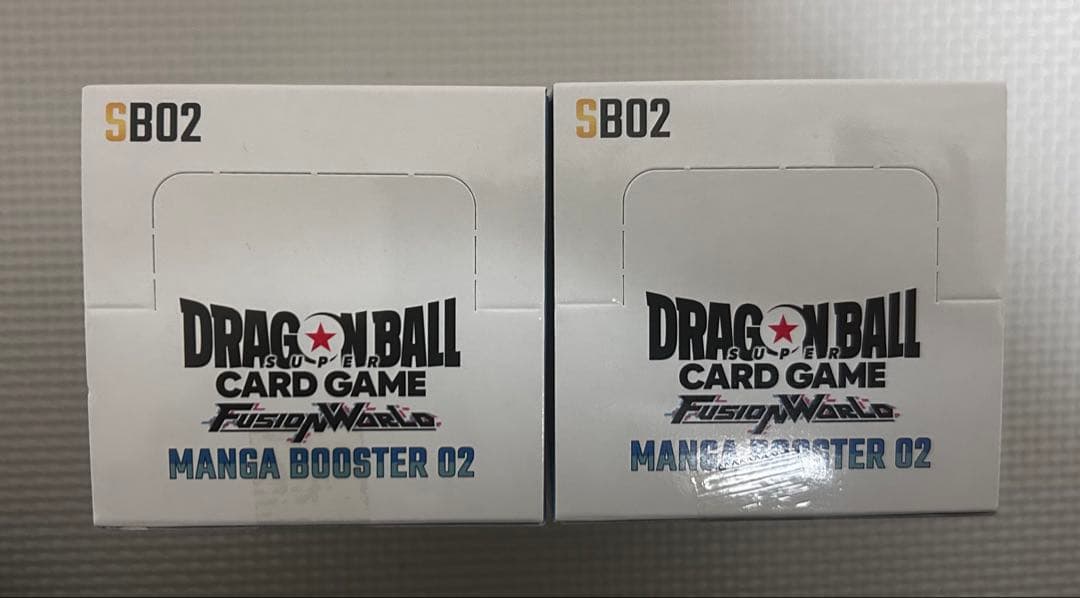 SB02
DRAGON BALL
SUPER
CARD GAME
FUSION WORLD
MANGA BOOSTER 02
SB02
DRAGON BALL
SUPER
CARD GAME
FUSION WORLD
MANGA BOOSTER 02